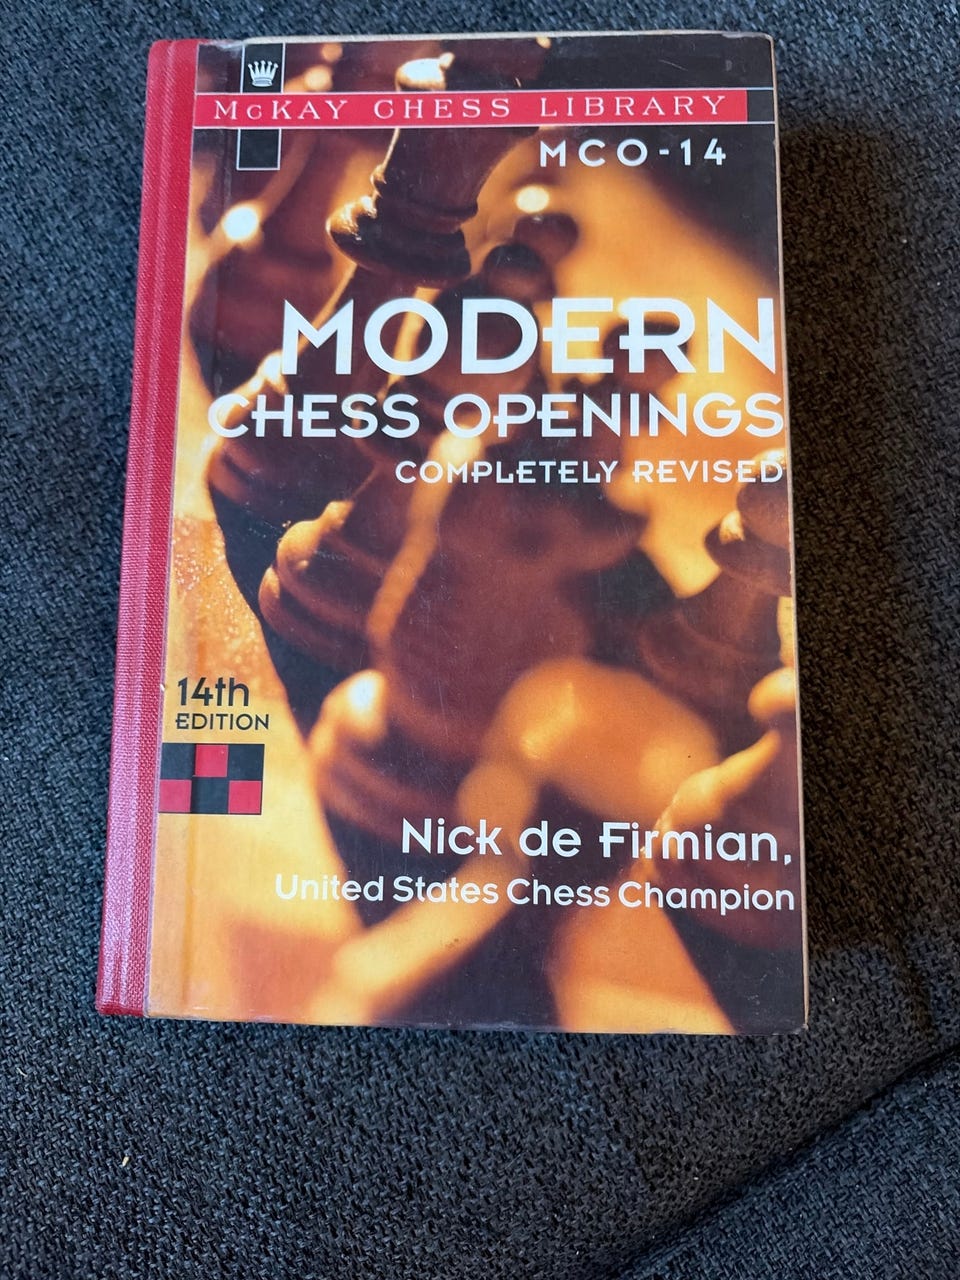 McKAY CHESS LIBRARY
MCO-14
MODERN
CHESS OPENINGS
COMPLETELY REVISED
14th
EDITION
Nick de Firmian,
United States Chess Champion